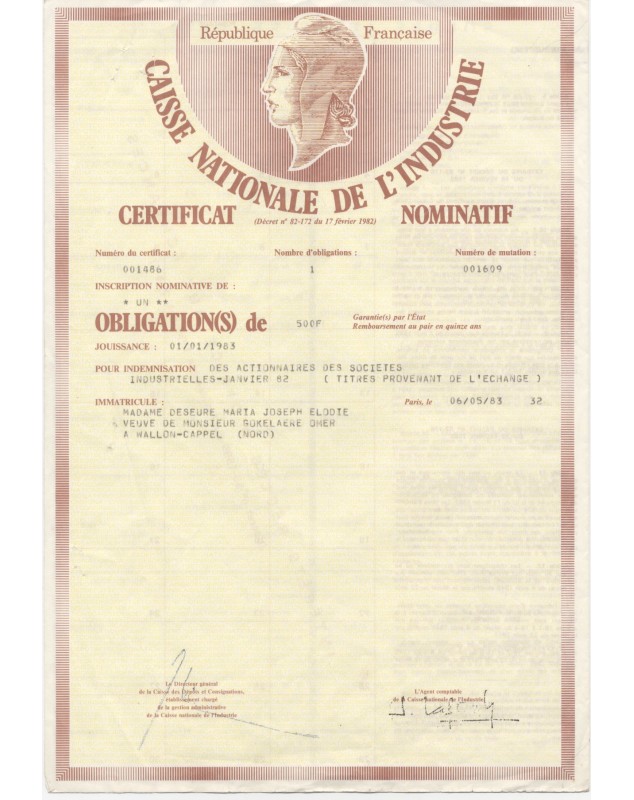 République Française
CAISSE NATIONALE DE L'INDUSTRIE
CERTIFICAT (Décret n° 82-172 du 17 février 1982) NOMINATIF
Numéro du certificat : Nombre d'obligations : Numéro de mutation :
001486 1 001609
INSCRIPTION NOMINATIVE DE :
* UN **
OBLIGATION(S) de 500F
Garantie(s) par l'État
Remboursement au pair en quinze ans
JOUISSANCE : 01/01/1983
POUR INDEMNISATION DES ACTIONNAIRES DES SOCIETES
INDUSTRIELLES-JANVIER 82 ( TITRES PROVENANT DE L'ECHANGE )
IMMATRICULE : Paris, le 06/05/83 32
MADAME DESEURE MARIA JOSEPH ELODIE
VEUVE DE MONSIEUR GOKELAERE OMER
A WALLON-CAPPEL (NORD)
Le Directeur général
de la Caisse des Dépôts et Consignations,
établissement chargé
de la gestion administrative
de la Caisse nationale de l'Industrie
L'Agent comptable
de la Caisse nationale de l'Industrie